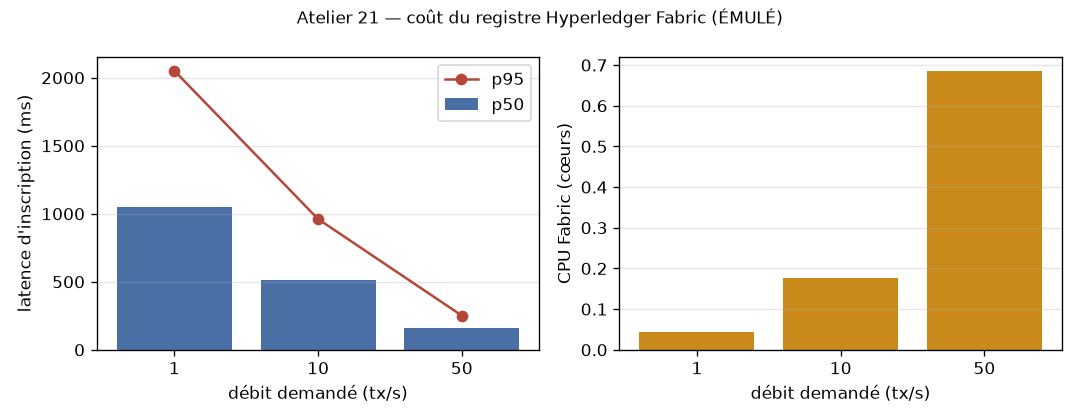 Atelier 21 — coût du registre Hyperledger Fabric (ÉMULÉ)
latence d'inscription (ms)
2000
1500
1000
500
0
p95
p50
1
10
50
débit demandé (tx/s)
CPU Fabric (cœurs)
0.7
0.6
0.5
0.4
0.3
0.2
0.1
0.0
1
10
50
débit demandé (tx/s)